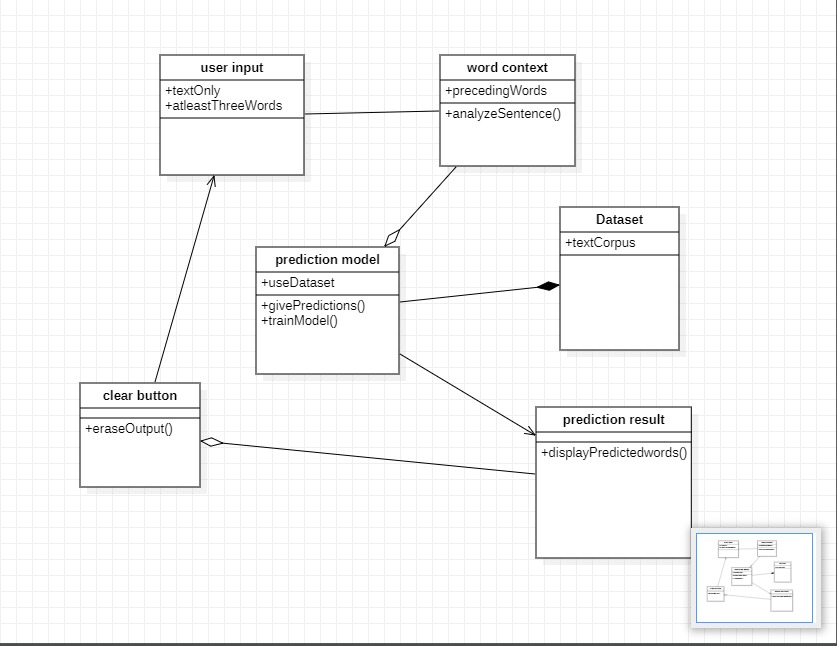 user input
+textOnly
+atleastThreeWords
word context
+precedingWords
+analyzeSentence()
Dataset
+textCorpus
prediction model
+useDataset
+givePredictions()
+trainModel()
clear button
+eraseOutput()
prediction result
+displayPredictedwords()